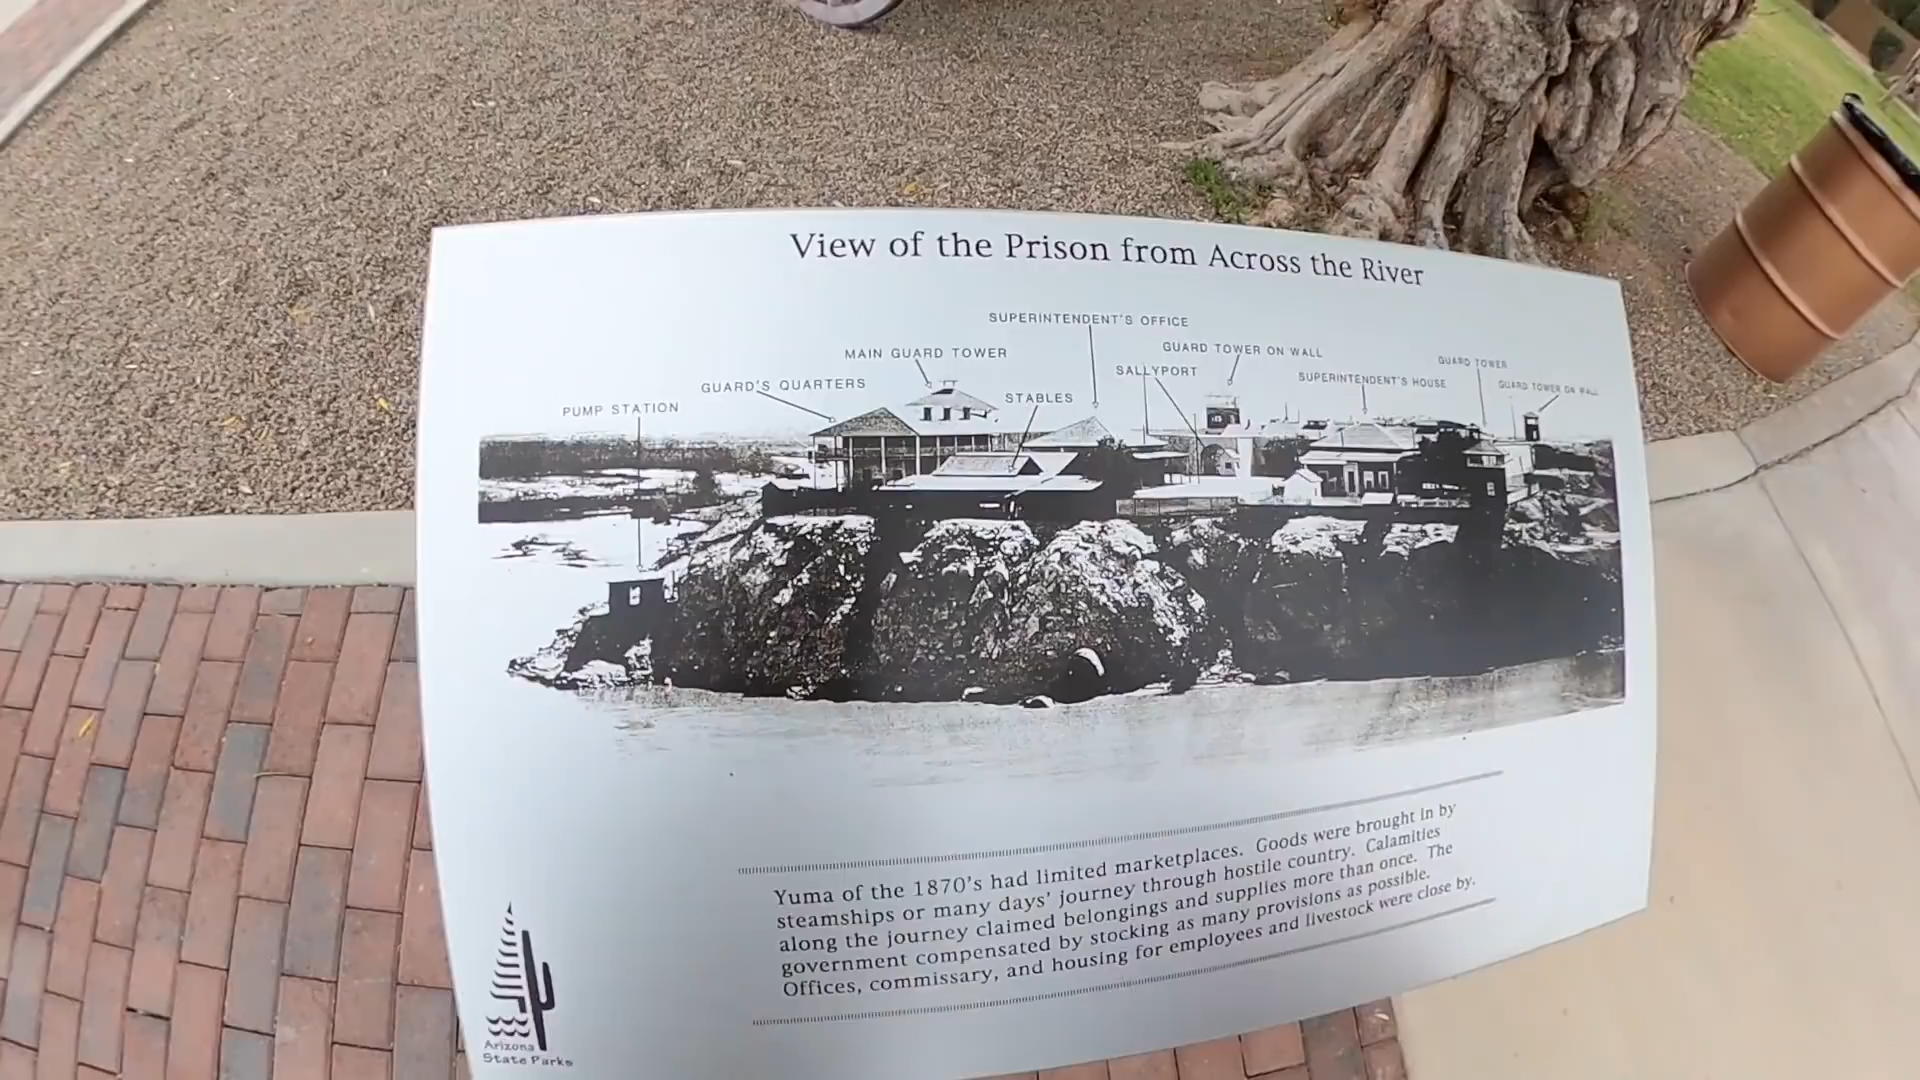 View of the Prison from Across the River
SUPERINTENDENT'S OFFICE
MAIN GUARD TOWER
GUARD TOWER ON WALL
GUARD TOWER
GUARD'S QUARTERS
SALLYPORT
SUPERINTENDENT'S HOUSE
GUARD TOWER ON WALL
PUMP STATION
STABLES
Yuma of the 1870's had limited marketplaces. Goods were brought in by
steamships or many days' journey through hostile country. Calamities
along the journey claimed belongings and supplies more than once. The
government compensated by stocking as many provisions as possible.
Offices, commissary, and housing for employees and livestock were close by.
Arizona
State Parks